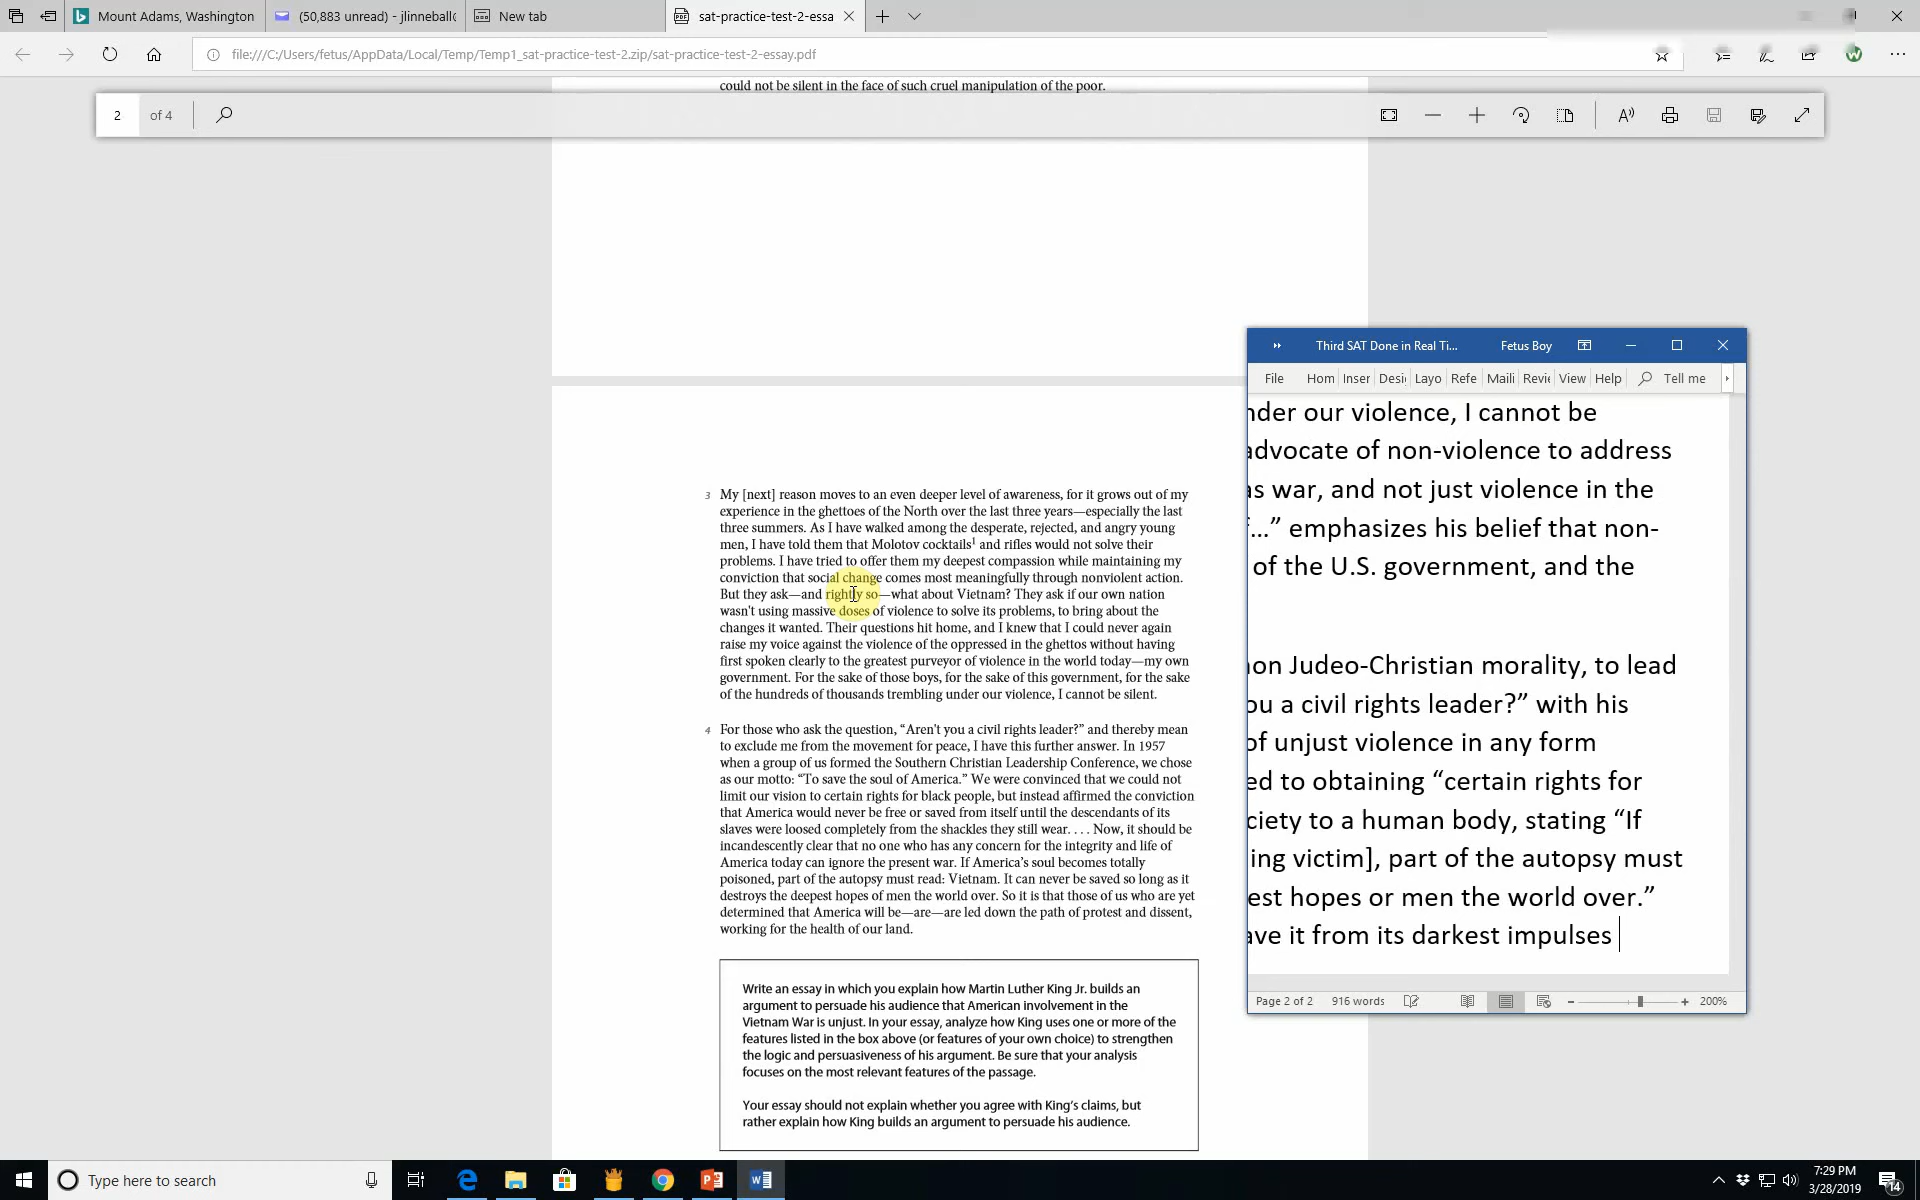 Mount Adams, Washington
(50,883 unread) - jlinneball
New tab
sat-practice-test-2-essa
file:///C:/Users/fetus/AppData/Local/Temp/Temp1_sat-practice-test-2.zip/sat-practice-test-2-essay.pdf
could not be silent in the face of such cruel manipulation of the poor.
2 of 4
3 My [next] reason moves to an even deeper level of awareness, for it grows out of my
experience in the ghettoes of the North over the last three years—especially the last
three summers. As I have walked among the desperate, rejected, and angry young
men, I have told them that Molotov cocktails1 and rifles would not solve their
problems. I have tried to offer them my deepest compassion while maintaining my
conviction that social change comes most meaningfully through nonviolent action.
But they ask—and rightly so—what about Vietnam? They ask if our own nation
wasn't using massive doses of violence to solve its problems, to bring about the
changes it wanted. Their questions hit home, and I knew that I could never again
raise my voice against the violence of the oppressed in the ghettos without having
first spoken clearly to the greatest purveyor of violence in the world today—my own
government. For the sake of those boys, for the sake of this government, for the sake
of the hundreds of thousands trembling under our violence, I cannot be silent.
4 For those who ask the question, “Aren't you a civil rights leader?” and thereby mean
to exclude me from the movement for peace, I have this further answer. In 1957
when a group of us formed the Southern Christian Leadership Conference, we chose
as our motto: “To save the soul of America.” We were convinced that we could not
limit our vision to certain rights for black people, but instead affirmed the conviction
that America would never be free or saved from itself until the descendants of its
slaves were loosed completely from the shackles they still wear. . . . Now, it should be
incandescently clear that no one who has any concern for the integrity and life of
America today can ignore the present war. If America’s soul becomes totally
poisoned, part of the autopsy must read: Vietnam. It can never be saved so long as it
destroys the deepest hopes of men the world over. So it is that those of us who are yet
determined that America will be—are—are led down the path of protest and dissent,
working for the health of our land.
Write an essay in which you explain how Martin Luther King Jr. builds an
argument to persuade his audience that American involvement in the
Vietnam War is unjust. In your essay, analyze how King uses one or more of the
features listed in the box above (or features of your own choice) to strengthen
the logic and persuasiveness of his argument. Be sure that your analysis
focuses on the most relevant features of the passage.
Your essay should not explain whether you agree with King’s claims, but
rather explain how King builds an argument to persuade his audience.
Third SAT Done in Real Ti... Fetus Boy
File Hom Inser Desi Layo Refe Maili Revie View Help Tell me
nder our violence, I cannot be
advocate of non-violence to address
as war, and not just violence in the
f...” emphasizes his belief that non-
of the U.S. government, and the
on Judeo-Christian morality, to lead
ou a civil rights leader?” with his
of unjust violence in any form
ed to obtaining “certain rights for
ciety to a human body, stating “If
ing victim], part of the autopsy must
est hopes or men the world over.”
ave it from its darkest impulses
Page 2 of 2 916 words 200%
Type here to search
7:29 PM
3/28/2019
14